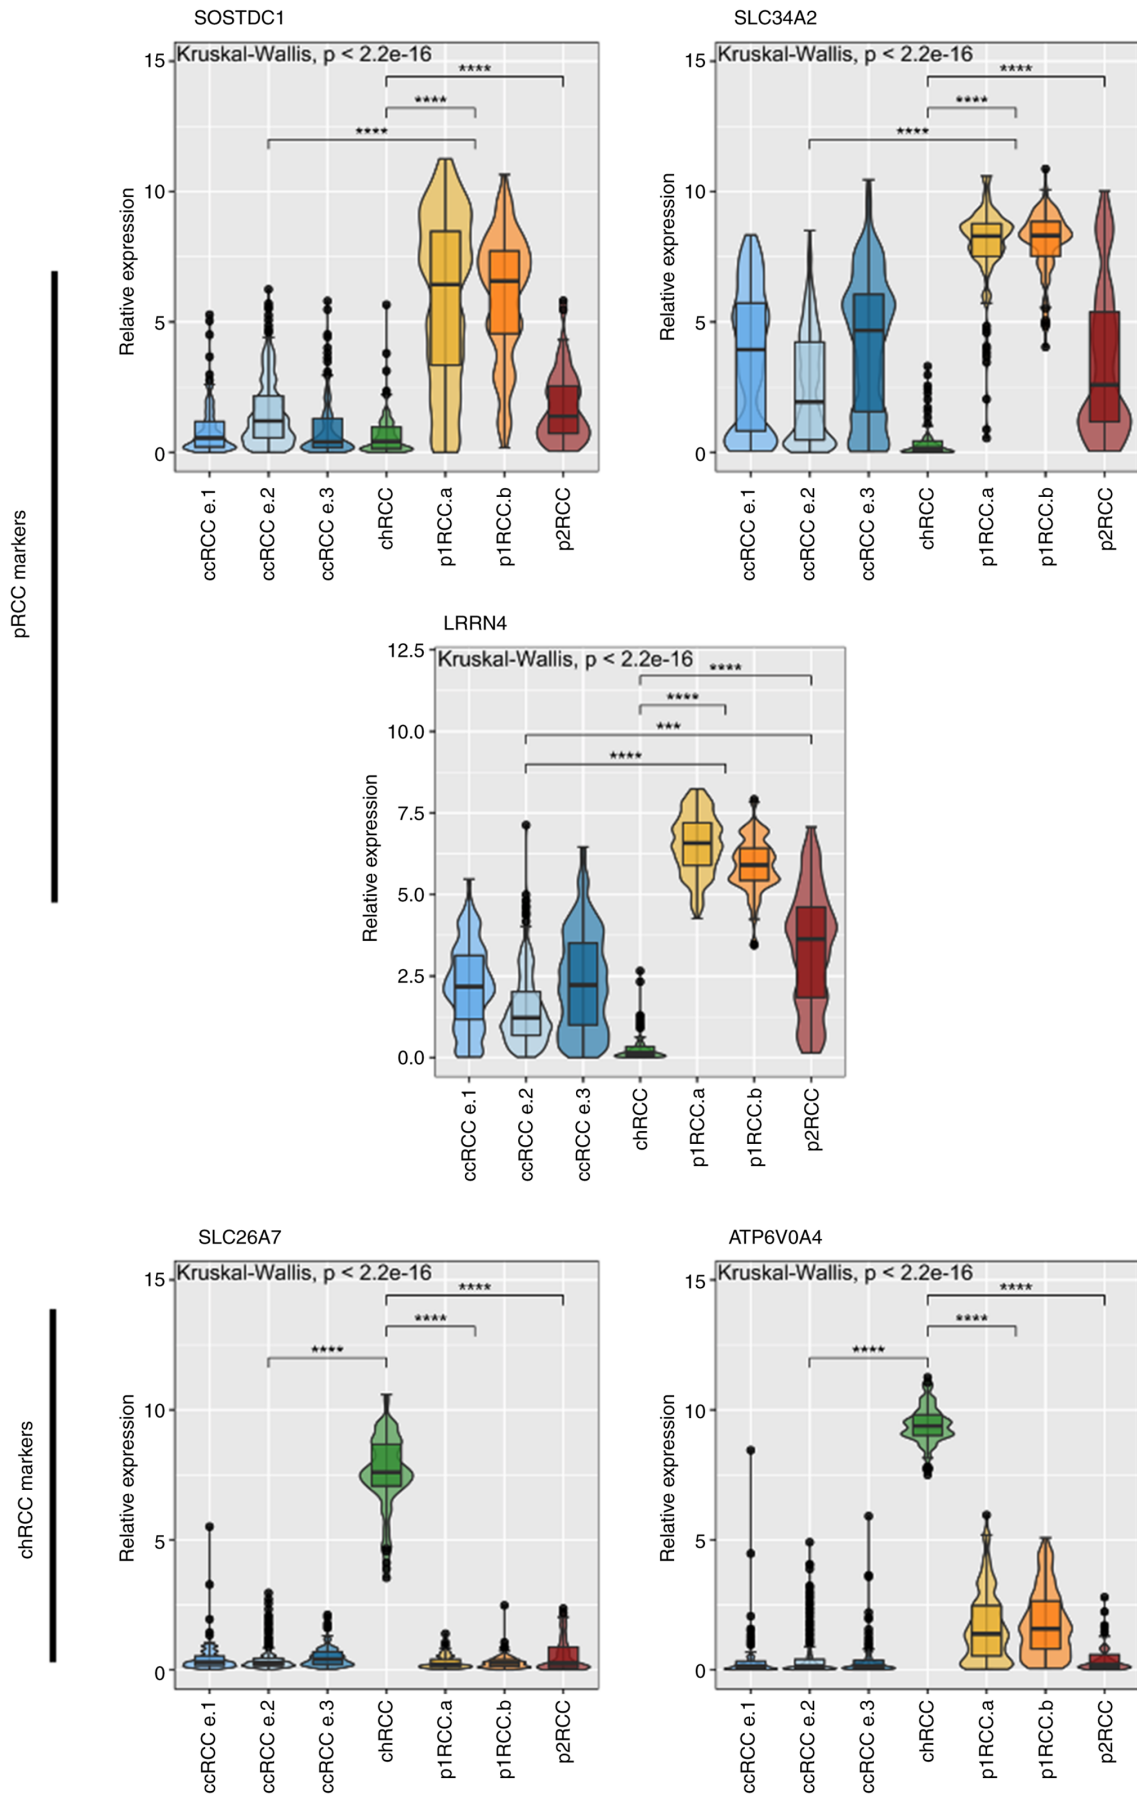 SOSTDC1
Kruskal-Wallis, p < 2.2e-16
****
****
****
15
10
5
0
Relative expression
ccRCC e.1
ccRCC e.2
ccRCC e.3
chRCC
p1RCC.a
p1RCC.b
p2RCC
SLC34A2
Kruskal-Wallis, p < 2.2e-16
****
****
****
15
10
5
0
Relative expression
ccRCC e.1
ccRCC e.2
ccRCC e.3
chRCC
p1RCC.a
p1RCC.b
p2RCC
pRCC markers
LRRN4
Kruskal-Wallis, p < 2.2e-16
****
****
***
****
12.5
10.0
7.5
5.0
2.5
0.0
Relative expression
ccRCC e.1
ccRCC e.2
ccRCC e.3
chRCC
p1RCC.a
p1RCC.b
p2RCC
chRCC markers
SLC26A7
Kruskal-Wallis, p < 2.2e-16
****
****
****
15
10
5
0
Relative expression
ccRCC e.1
ccRCC e.2
ccRCC e.3
chRCC
p1RCC.a
p1RCC.b
p2RCC
ATP6V0A4
Kruskal-Wallis, p < 2.2e-16
****
****
****
15
10
5
0
Relative expression
ccRCC e.1
ccRCC e.2
ccRCC e.3
chRCC
p1RCC.a
p1RCC.b
p2RCC